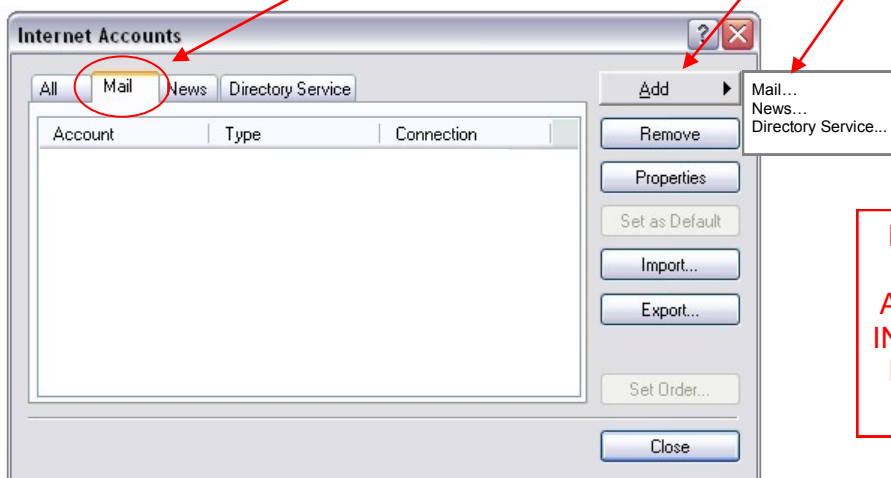 Internet Accounts
All Mail News Directory Service
Account Type Connection
Add
Mail…
News…
Directory Service...
Remove
Properties
Set as Default
Import...
Export...
Set Order...
Close